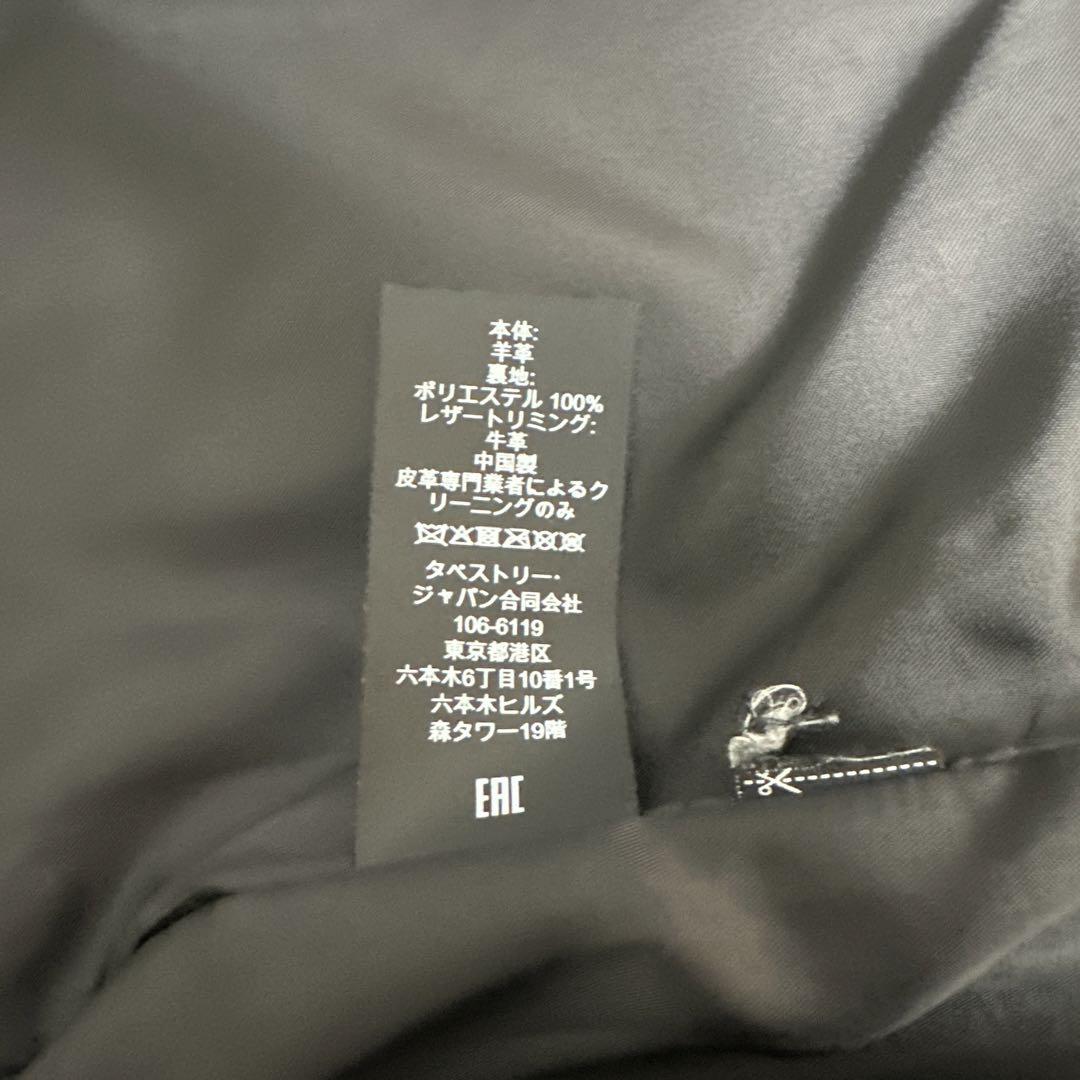 本体:
羊革
裏地:
ポリエステル 100%
レザートリミング:
牛革
中国製
皮革専門業者によるク
リーニングのみ
タペストリー・
ジャパン合同会社
106-6119
東京都港区
六本木6丁目10番1号
六本木ヒルズ
森タワー19階
EAC